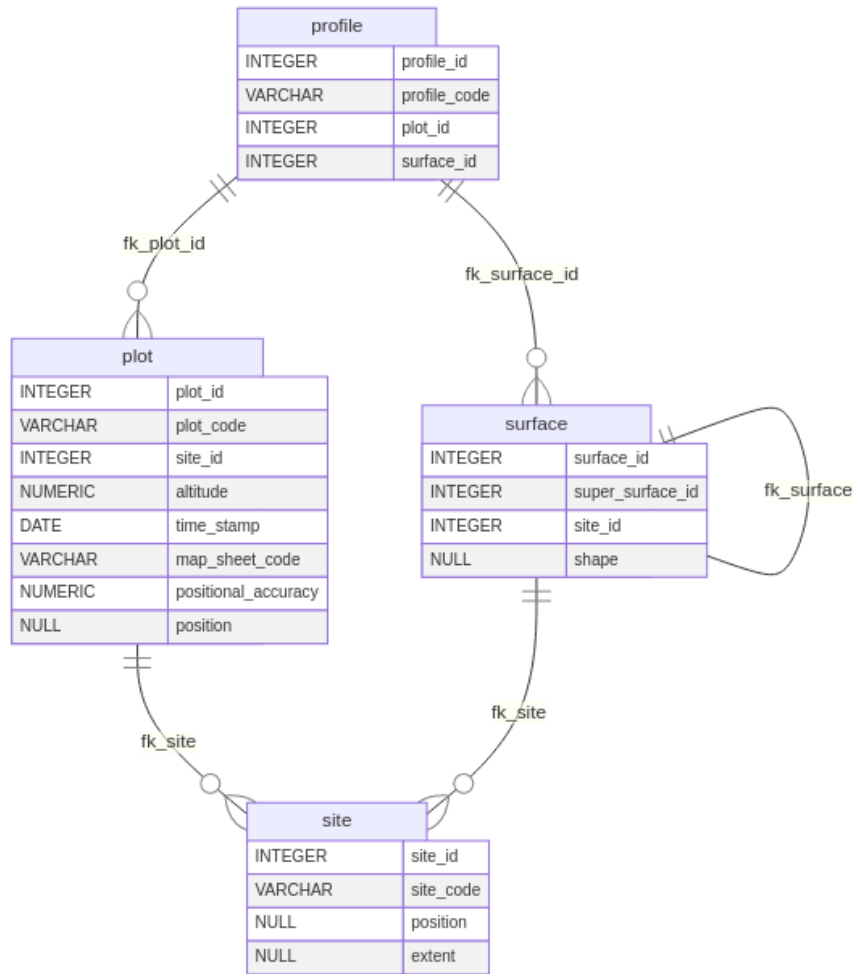 profile
INTEGER profile_id
VARCHAR profile_code
INTEGER plot_id
INTEGER surface_id
fk_plot_id
fk_surface_id
plot
INTEGER plot_id
VARCHAR plot_code
INTEGER site_id
NUMERIC altitude
DATE time_stamp
VARCHAR map_sheet_code
NUMERIC positional_accuracy
NULL position
surface
INTEGER surface_id
INTEGER super_surface_id
INTEGER site_id
NULL shape
fk_surface
fk_site
fk_site
site
INTEGER site_id
VARCHAR site_code
NULL position
NULL extent